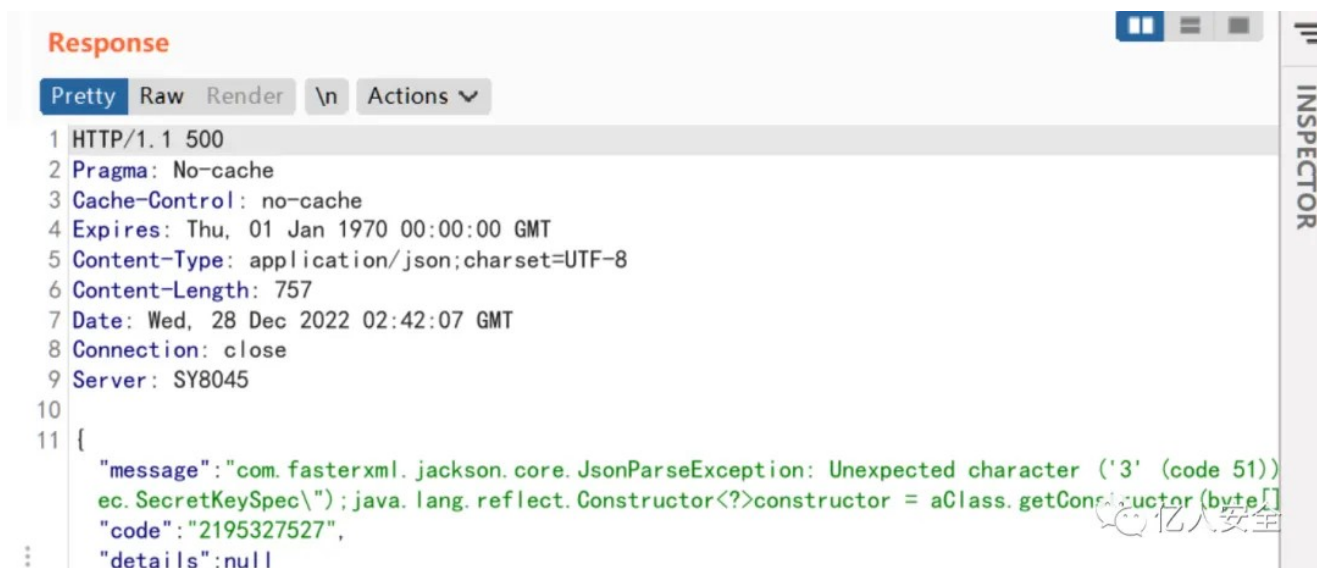 Response
Pretty Raw Render \n Actions
INSPECTOR
1 HTTP/1.1 500
2 Pragma: No-cache
3 Cache-Control: no-cache
4 Expires: Thu, 01 Jan 1970 00:00:00 GMT
5 Content-Type: application/json;charset=UTF-8
6 Content-Length: 757
7 Date: Wed, 28 Dec 2022 02:42:07 GMT
8 Connection: close
9 Server: SY8045
10
11 {
"message":"com.fasterxml.jackson.core.JsonParseException: Unexpected character ('3' (code 51))
ec.SecretKeySpec\");java.lang.reflect.Constructor<?>constructor = aClass.getConstructor(byte[]
"code":"2195327527",
"details":null
亿人安全